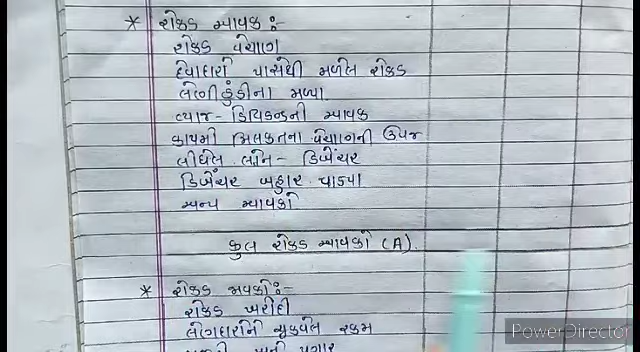 * રોકડ આવક :-
રોકડ વેચાણ
દેવાદારો પાસેથી મળેલ રોકડ
લેણીહુંડીના મળ્યા
વ્યાજ - ડિવિડન્ડની આવક
કાયમી મિલકતના વેચાણની ઉપજ
લીધેલ લોન - ડિબેંચર
ડિબેંચર બહાર પાડ્યા
અન્ય આવકો
કુલ રોકડ આવકો (A).
* રોકડ જાવકો :-
રોકડ ખરીદી
લેણદારોને ચૂકવેલ રકમ
પગાર
PowerDirector